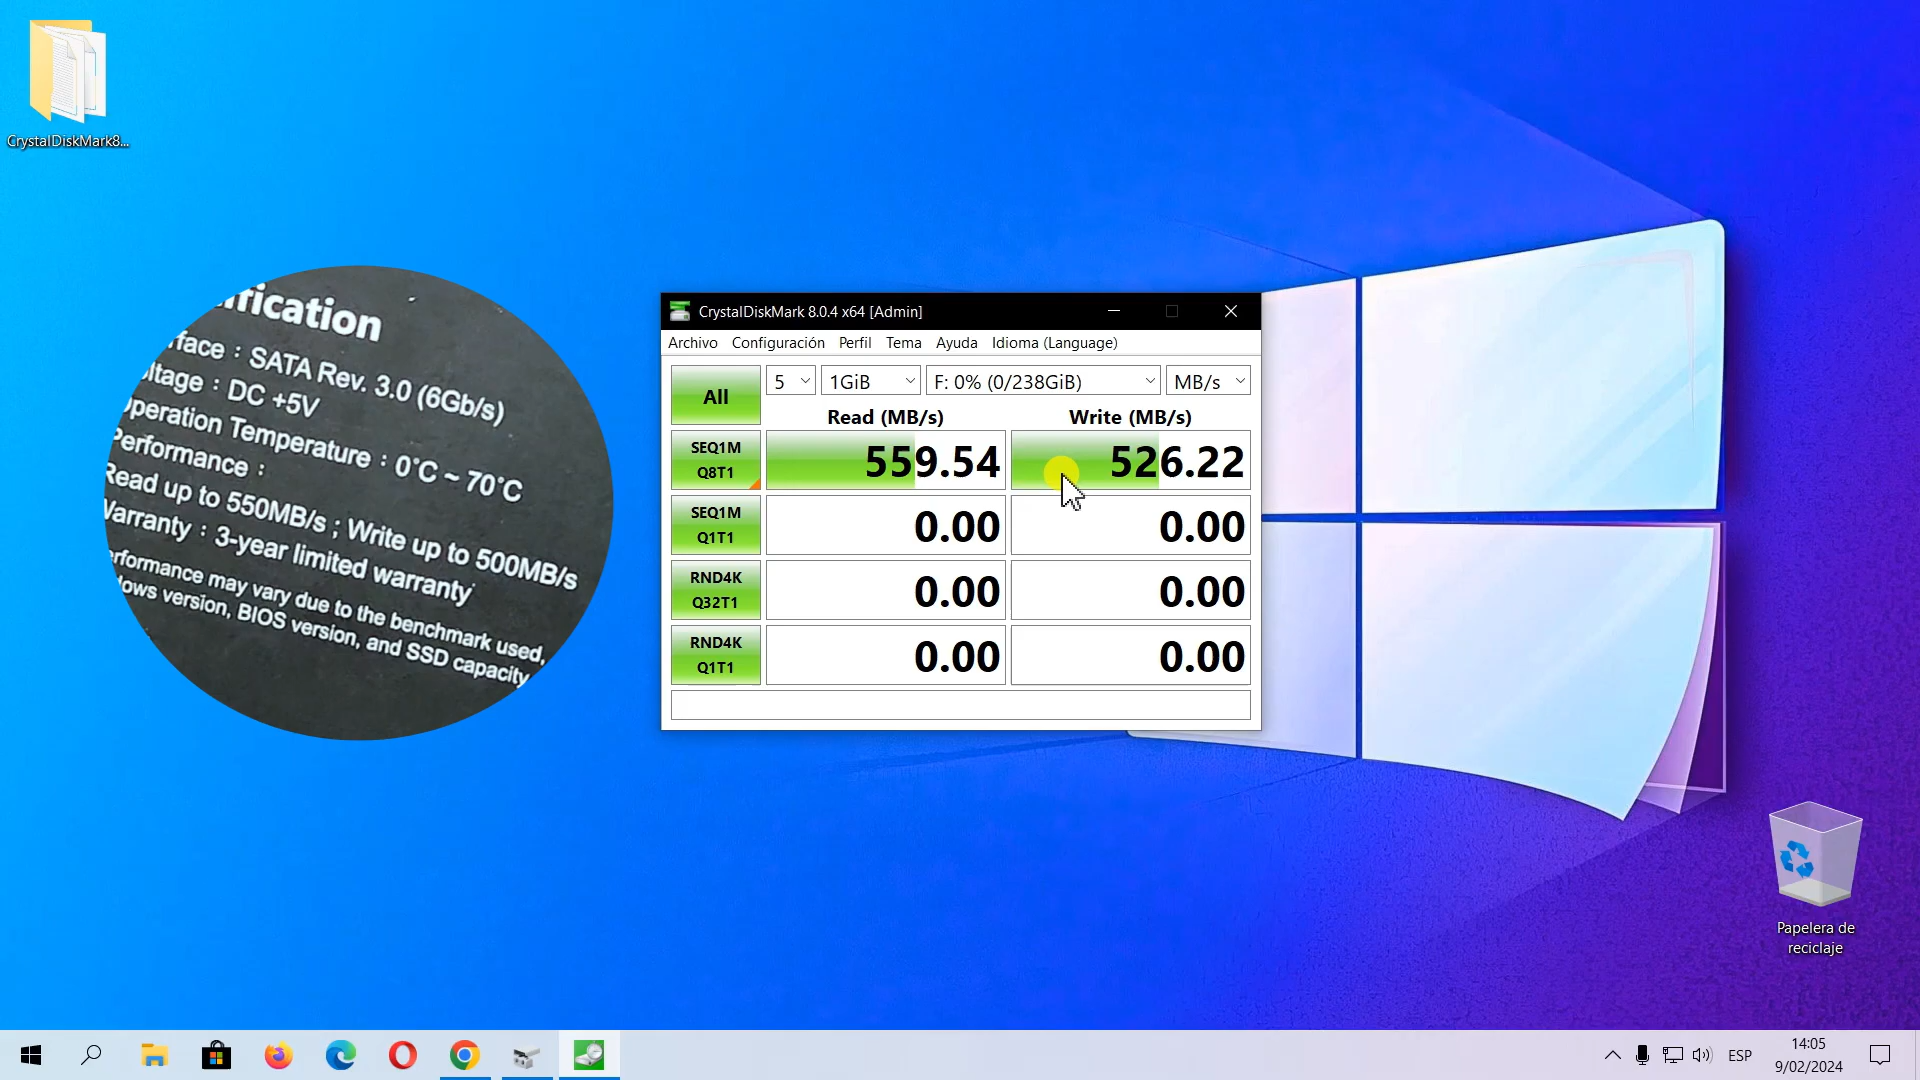 CrystalDiskMark8...
ification
rface : SATA Rev. 3.0 (6Gb/s)
ltage : DC +5V
peration Temperature : 0°C ~ 70°C
Performance :
Read up to 550MB/s ; Write up to 500MB/s
Warranty : 3-year limited warranty
rformance may vary due to the benchmark used,
dows version, BIOS version, and SSD capacity
CrystalDiskMark 8.0.4 x64 [Admin]
Archivo Configuración Perfil Tema Ayuda Idioma (Language)
All 5 1GiB F: 0% (0/238GiB) MB/s
Read (MB/s) Write (MB/s)
SEQ1M
Q8T1 559.54 526.22
SEQ1M
Q1T1 0.00 0.00
RND4K
Q32T1 0.00 0.00
RND4K
Q1T1 0.00 0.00
Papelera de
reciclaje
ESP
14:05
9/02/2024